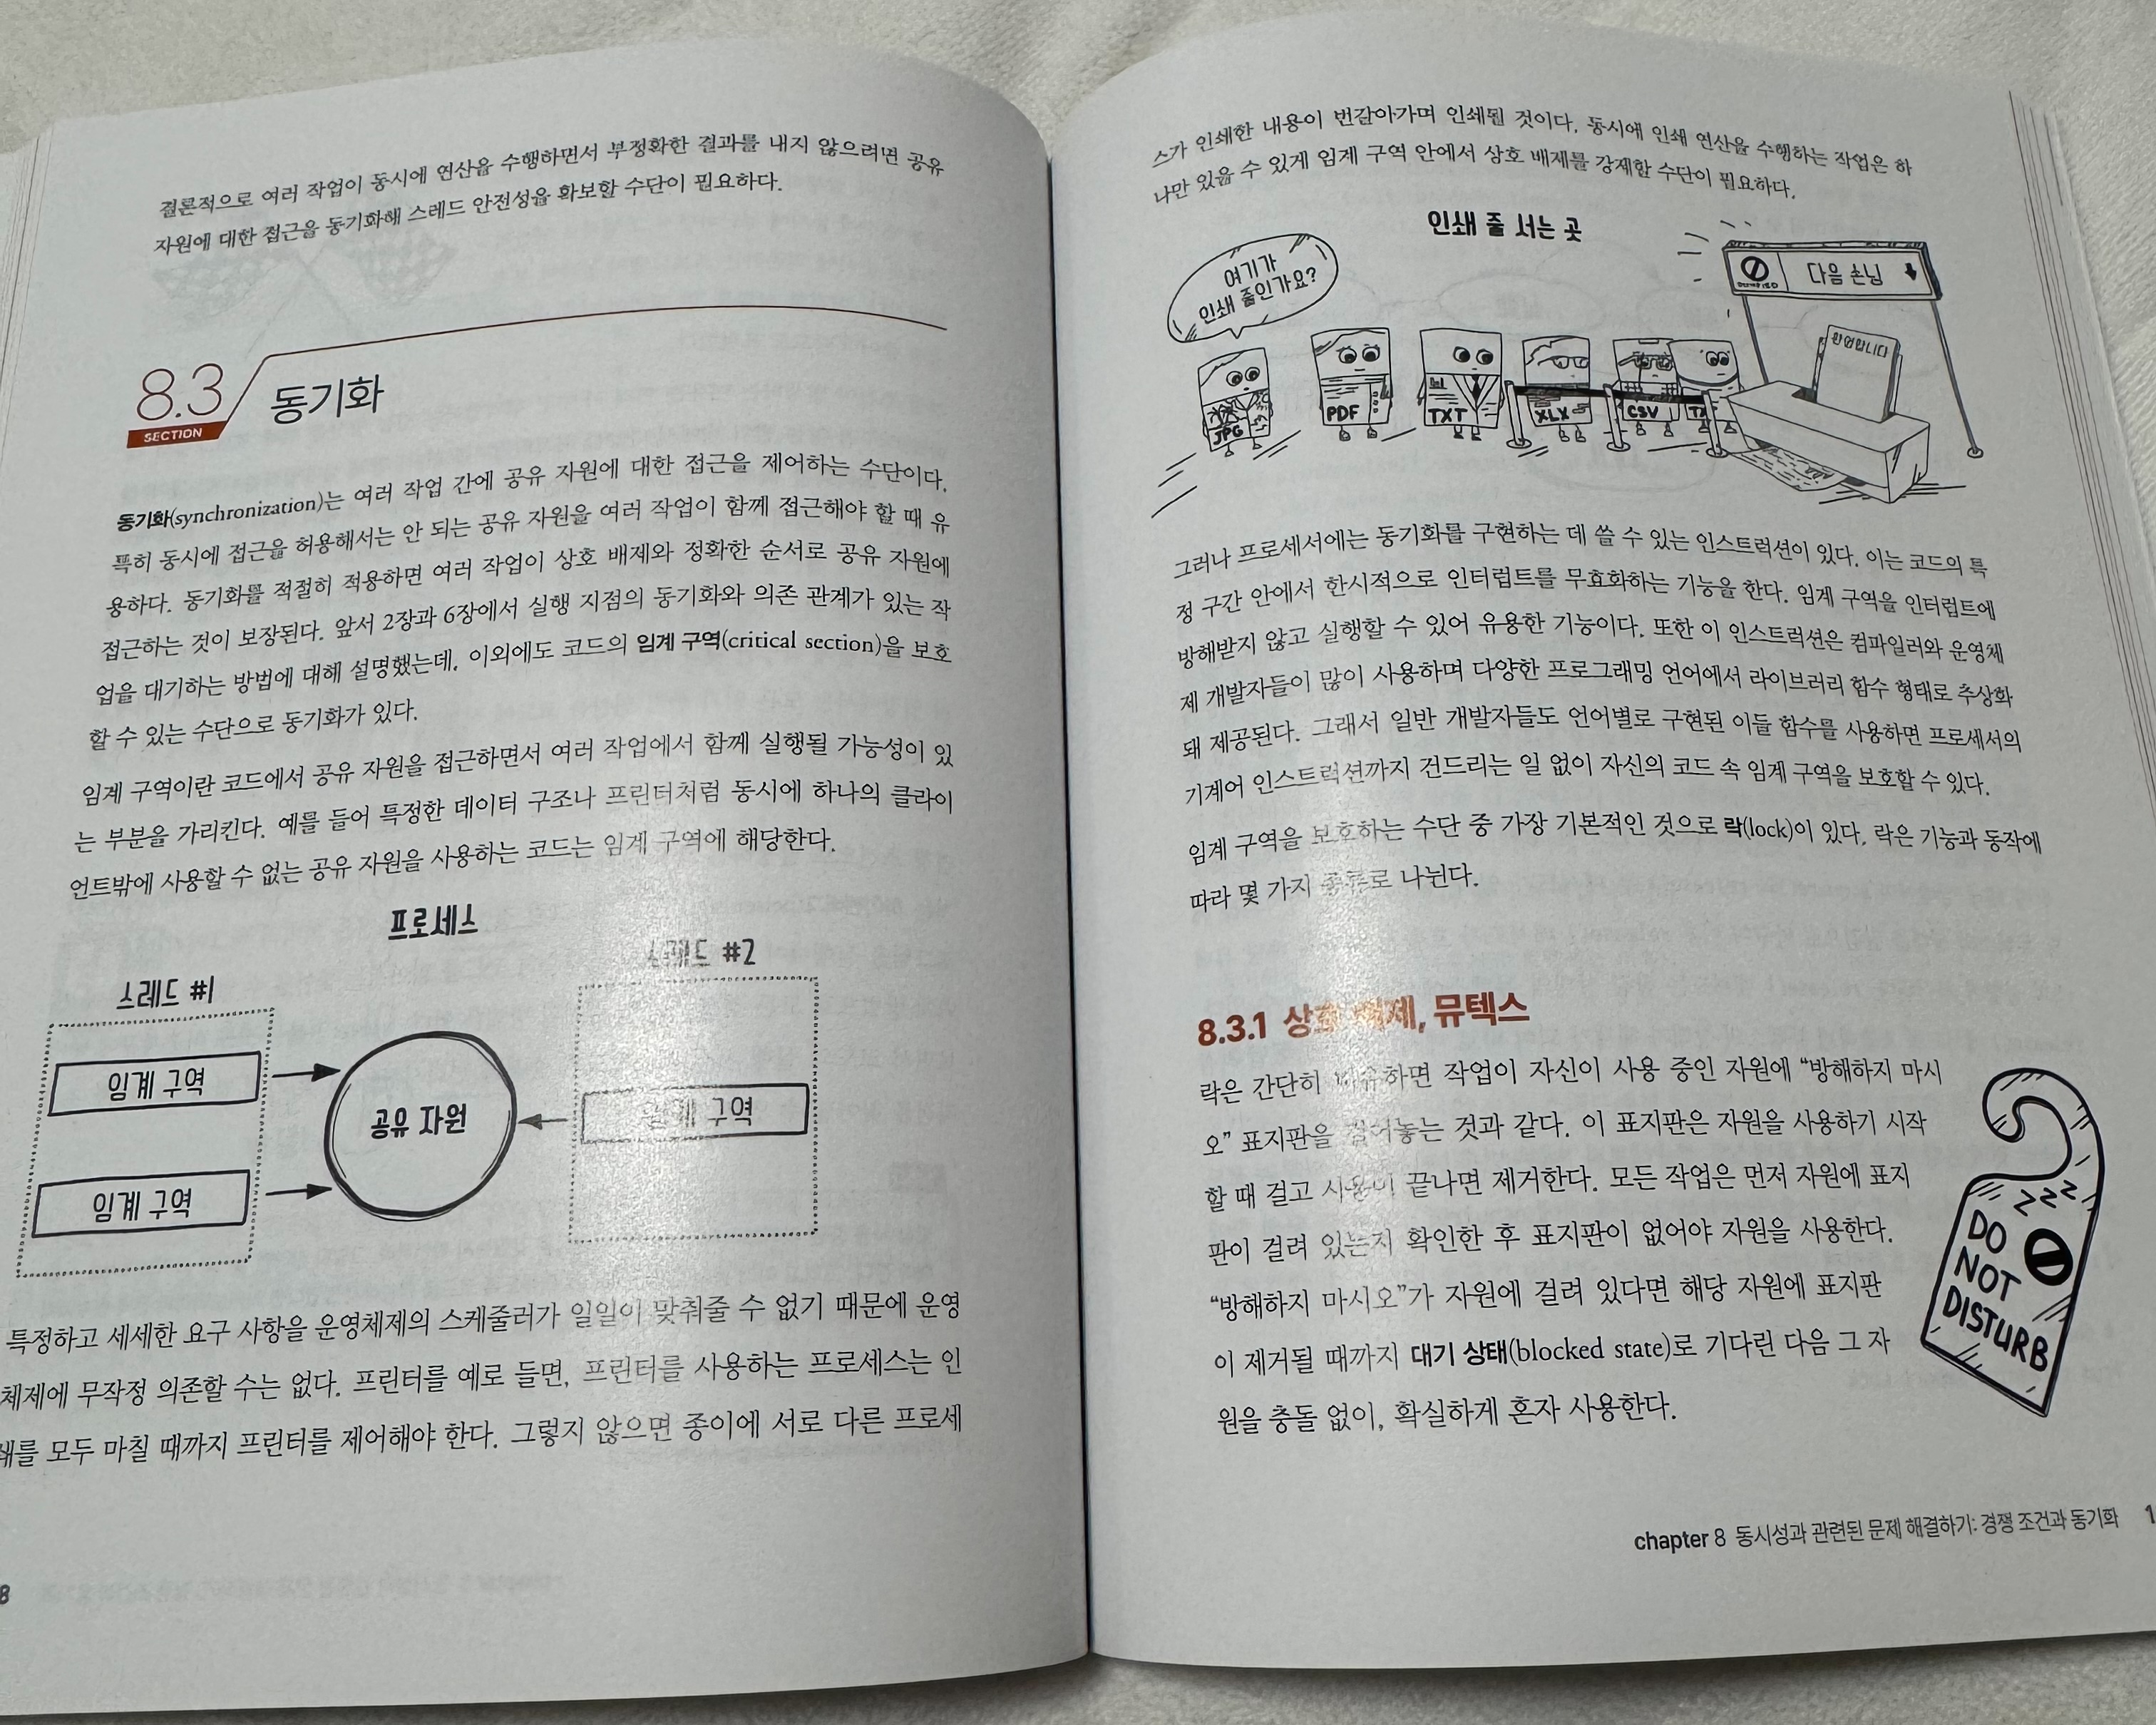 결론적으로 여러 작업이 동시에 연산을 수행하면서 부정확한 결과를 내지 않으려면 공유
자원에 대한 접근을 동기화해 스레드 안전성을 확보할 수단이 필요하다.
8.3
SECTION
동기화
동기화(synchronization)는 여러 작업 간에 공유 자원에 대한 접근을 제어하는 수단이다.
특히 동시에 접근을 허용해서는 안 되는 공유 자원을 여러 작업이 함께 접근해야 할 때 유
용하다. 동기화를 적절히 적용하면 여러 작업이 상호 배제와 정확한 순서로 공유 자원에
접근하는 것이 보장된다. 앞서 2장과 6장에서 실행 지점의 동기화와 의존 관계가 있는 작
업을 대기하는 방법에 대해 설명했는데, 이외에도 코드의 임계 구역(critical section)을 보호
할 수 있는 수단으로 동기화가 있다.
임계 구역이란 코드에서 공유 자원을 접근하면서 여러 작업에서 함께 실행될 가능성이 있
는 부분을 가리킨다. 예를 들어 특정한 데이터 구조나 프린터처럼 동시에 하나의 클라이
언트밖에 사용할 수 없는 공유 자원을 사용하는 코드는 임계 구역에 해당한다.
프로세스
스레드 #1
스레드 #2
임계 구역
공유 자원
임계 구역
임계 구역
특정하고 세세한 요구 사항을 운영체제의 스케줄러가 일일이 맞춰줄 수 없기 때문에 운영
체제에 무작정 의존할 수는 없다. 프린터를 예로 들면, 프린터를 사용하는 프로세스는 인
쇄를 모두 마칠 때까지 프린터를 제어해야 한다. 그렇지 않으면 종이에 서로 다른 프로세
8
스가 인쇄한 내용이 번갈아가며 인쇄될 것이다. 동시에 인쇄 연산을 수행하는 작업은 하
나만 있을 수 있게 임계 구역 안에서 상호 배제를 강제할 수단이 필요하다.
인쇄 줄 서는 곳
여기가
인쇄 줄인가요?
다음 손님
JPG
PDF
TXT
XLX
CSV
그러나 프로세서에는 동기화를 구현하는 데 쓸 수 있는 인스트럭션이 있다. 이는 코드의 특
정 구간 안에서 한시적으로 인터럽트를 무효화하는 기능을 한다. 임계 구역을 인터럽트에
방해받지 않고 실행할 수 있어 유용한 기능이다. 또한 이 인스트럭션은 컴파일러와 운영체
제 개발자들이 많이 사용하며 다양한 프로그래밍 언어에서 라이브러리 함수 형태로 추상화
돼 제공된다. 그래서 일반 개발자들도 언어별로 구현된 이들 함수를 사용하면 프로세서의
기계어 인스트럭션까지 건드리는 일 없이 자신의 코드 속 임계 구역을 보호할 수 있다.
임계 구역을 보호하는 수단 중 가장 기본적인 것으로 락(lock)이 있다. 락은 기능과 동작에
따라 몇 가지 종류로 나뉜다.
8.3.1 상호 배제, 뮤텍스
락은 간단히 비유하면 작업이 자신이 사용 중인 자원에 “방해하지 마시
오” 표지판을 걸어놓는 것과 같다. 이 표지판은 자원을 사용하기 시작
할 때 걸고 사용이 끝나면 제거한다. 모든 작업은 먼저 자원에 표지
판이 걸려 있는지 확인한 후 표지판이 없어야 자원을 사용한다.
“방해하지 마시오”가 자원에 걸려 있다면 해당 자원에 표지판
이 제거될 때까지 대기 상태(blocked state)로 기다린 다음 그 자
원을 충돌 없이, 확실하게 혼자 사용한다.
ZZZ
DO
NOT
DISTURB
chapter 8 동시성과 관련된 문제 해결하기: 경쟁 조건과 동기화 1